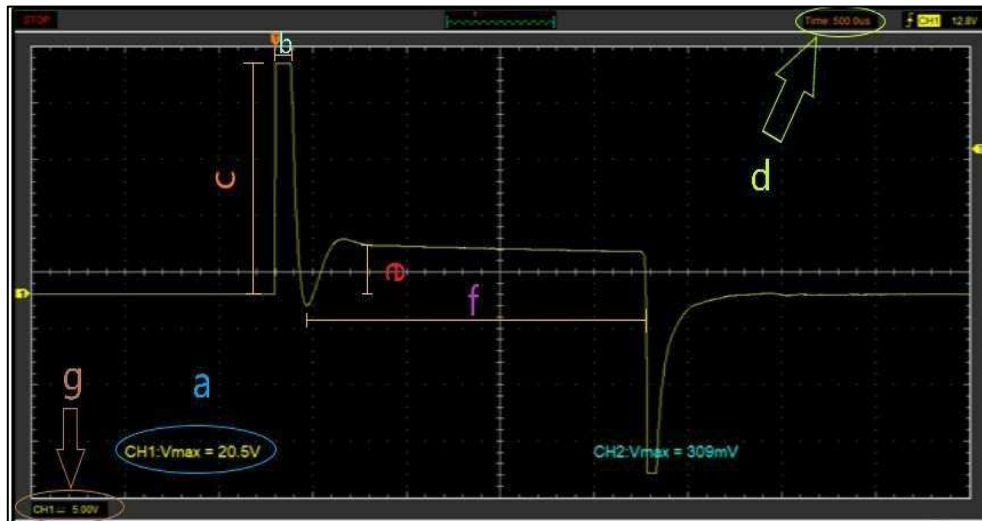 STOP
Time: 500.0us
CH1 12.8V
b
c
d
e
f
g
a
CH1:Vmax = 20.5V
CH2:Vmax = 309mV
CH1 5.00V